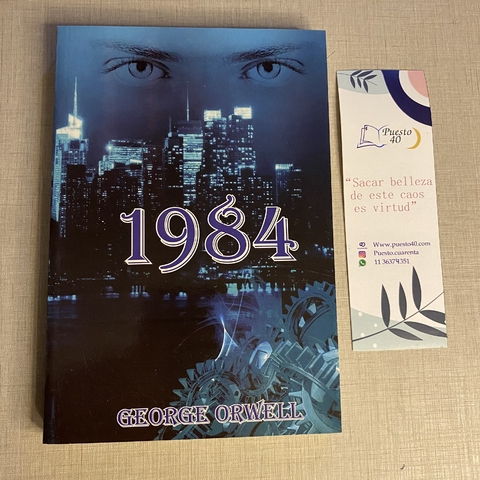 1984
GEORGE ORWELL
Puesto
40
“Sacar belleza
de este caos
es virtud”
Www.puesto40.com
Puesto.cuarenta
11 36374351